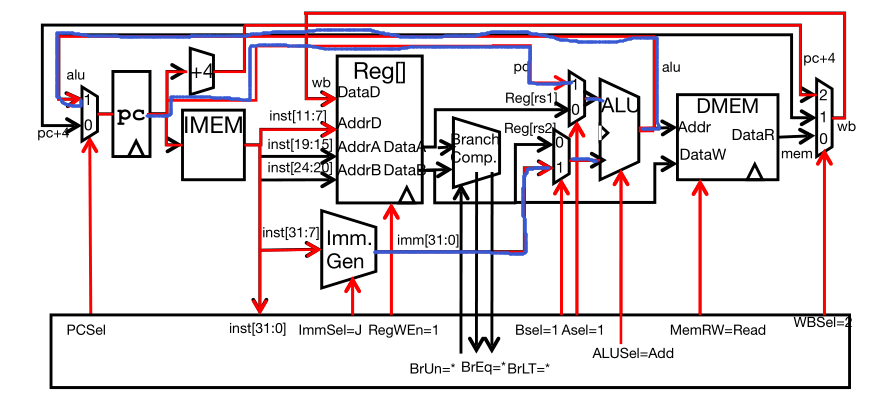 alu
1
0
pc+4
pc
+4
IMEM
inst[11:7]
inst[19:15]
inst[24:20]
inst[31:7]
wb
Reg[]
DataD
AddrD
AddrA DataA
AddrB DataB
Imm.
Gen
imm[31:0]
Branch
Comp.
pc
Reg[rs1]
Reg[rs2]
1
0
0
1
ALU
alu
DMEM
Addr
DataR
DataW
pc+4
2
1
0
mem
wb
PCSel
inst[31:0]
ImmSel=J
RegWEn=1
BrUn=*
BrEq=*
BrLT=*
Bsel=1
Asel=1
ALUSel=Add
MemRW=Read
WBSel=2